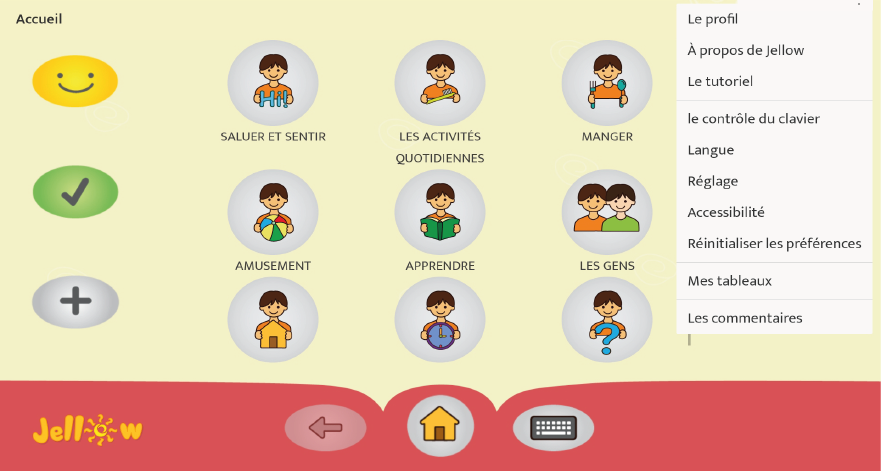 Accueil
SALUER ET SENTIR
LES ACTIVITÉS
QUOTIDIENNES
MANGER
AMUSEMENT
APPRENDRE
LES GENS
Le profil
À propos de Jellow
Le tutoriel
le contrôle du clavier
Langue
Réglage
Accessibilité
Réinitialiser les préférences
Mes tableaux
Les commentaires
Jellow